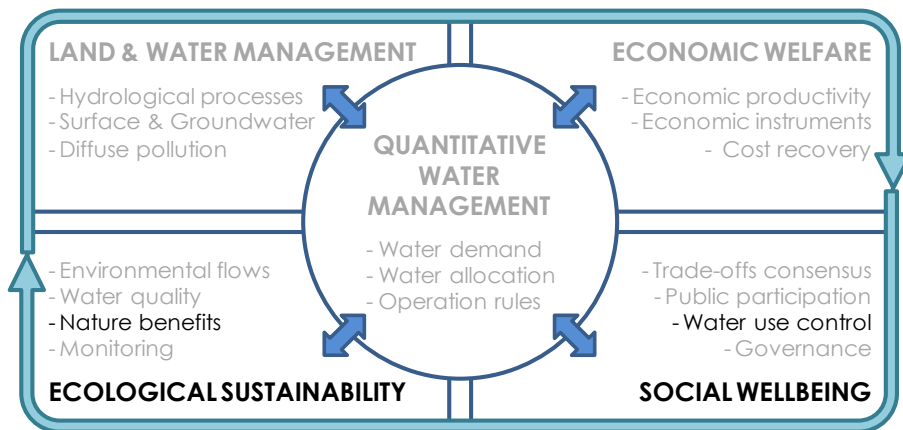 LAND & WATER MANAGEMENT
- Hydrological processes
- Surface & Groundwater
- Diffuse pollution
ECONOMIC WELFARE
- Economic productivity
- Economic instruments
- Cost recovery
QUANTITATIVE
WATER
MANAGEMENT
- Water demand
- Water allocation
- Operation rules
- Environmental flows
- Water quality
- Nature benefits
- Monitoring
ECOLOGICAL SUSTAINABILITY
- Trade-offs consensus
- Public participation
- Water use control
- Governance
SOCIAL WELLBEING